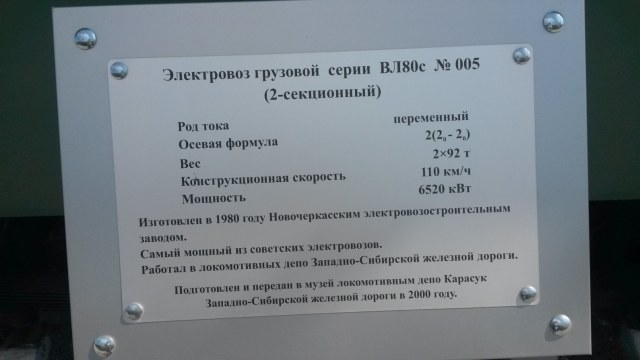 Электровоз грузовой серии ВЛ80с № 005
(2-секционный)
Род тока переменный
Осевая формула 2(2₀ - 2₀)
Вес 2×92 т
Конструкционная скорость 110 км/ч
Мощность 6520 кВт
Изготовлен в 1980 году Новочеркасским электровозостроительным
заводом.
Самый мощный из советских электровозов.
Работал в локомотивных депо Западно-Сибирской железной дороги.
Подготовлен и передан в музей локомотивным депо Карасук
Западно-Сибирской железной дороги в 2000 году.